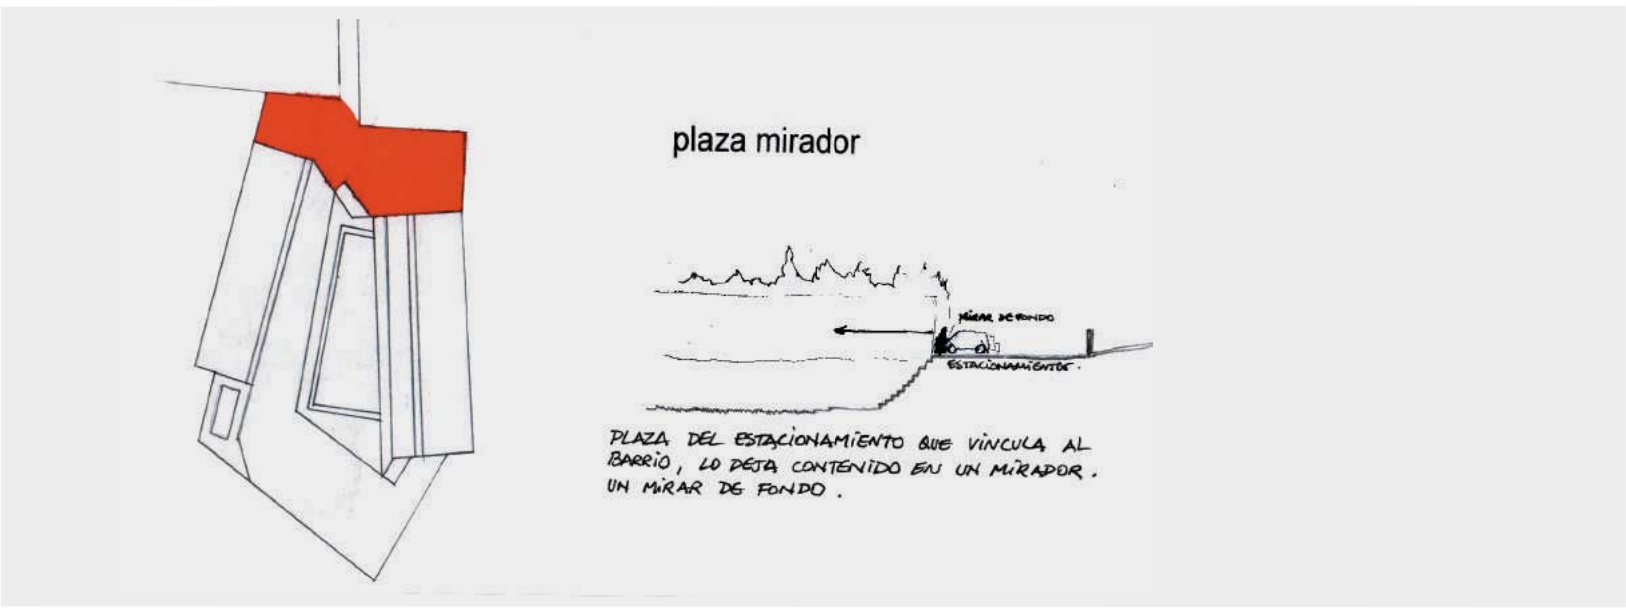 plaza mirador
MIRAR DE FONDO
ESTACIONAMIENTOS.
PLAZA DEL ESTACIONAMIENTO QUE VINCULA AL
BARRIO, LO DEJA CONTENIDO EN UN MIRADOR.
UN MIRAR DE FONDO.